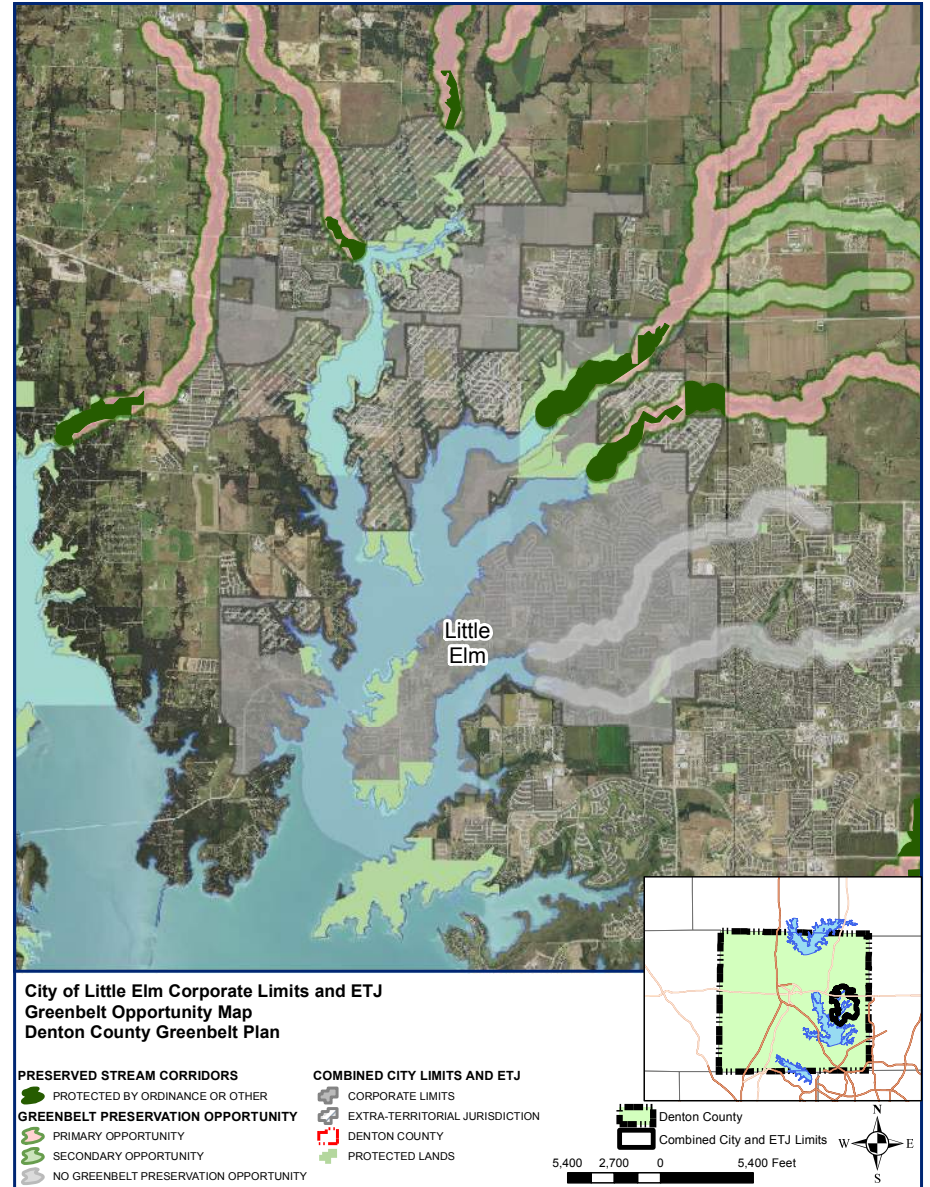 Little
Elm
City of Little Elm Corporate Limits and ETJ
Greenbelt Opportunity Map
Denton County Greenbelt Plan
PRESERVED STREAM CORRIDORS
PROTECTED BY ORDINANCE OR OTHER
GREENBELT PRESERVATION OPPORTUNITY
PRIMARY OPPORTUNITY
SECONDARY OPPORTUNITY
NO GREENBELT PRESERVATION OPPORTUNITY
COMBINED CITY LIMITS AND ETJ
CORPORATE LIMITS
EXTRA-TERRITORIAL JURISDICTION
DENTON COUNTY
PROTECTED LANDS
Denton County
Combined City and ETJ Limits
5,400 2,700 0 5,400 Feet
N
W E
S